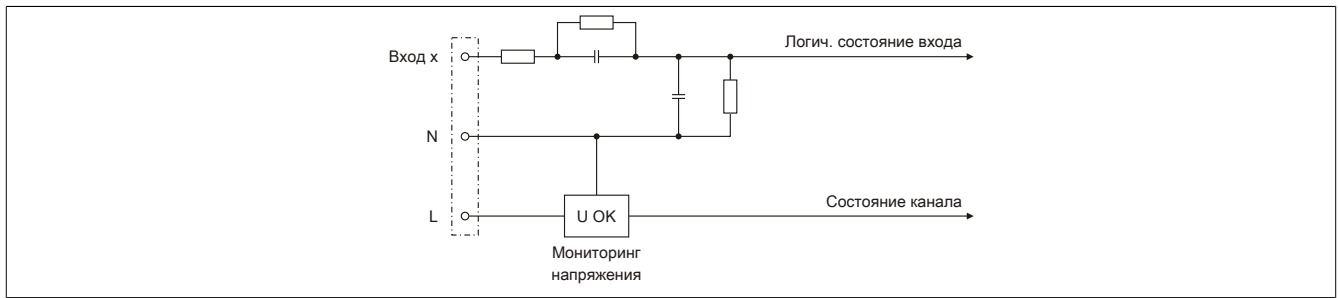 Вход x
Логич. состояние входа
N
L
U OK
Состояние канала
Мониторинг
напряжения